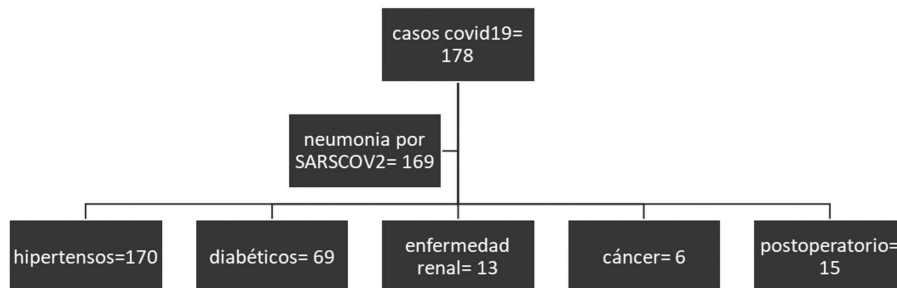 casos covid19=
178
neumonia por
SARSCOV2= 169
hipertensos=170
diabéticos= 69
enfermedad
renal= 13
cáncer= 6
postoperatorio=
15